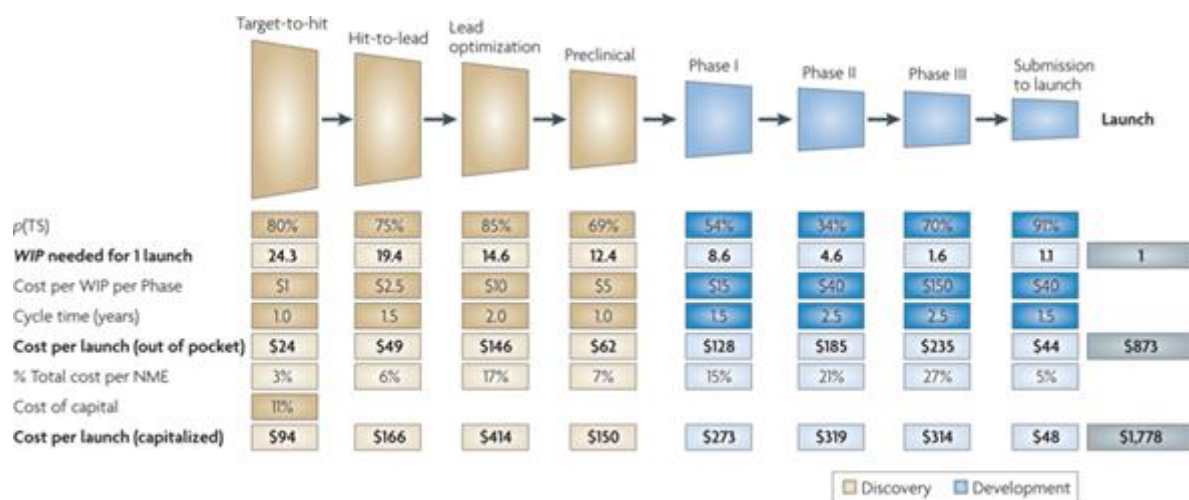 Target-to-hit
Hit-to-lead
Lead
optimization
Preclinical
Phase I
Phase II
Phase III
Submission
to launch
Launch
p(TS) 80% 75% 85% 69% 54% 34% 70% 91%
WIP needed for 1 launch 24.3 19.4 14.6 12.4 8.6 4.6 1.6 1.1 1
Cost per WIP per Phase $1 $2.5 $10 $5 $15 $40 $150 $40
Cycle time (years) 1.0 1.5 2.0 1.0 1.5 2.5 2.5 1.5
Cost per launch (out of pocket) $24 $49 $146 $62 $128 $185 $235 $44 $873
% Total cost per NME 3% 6% 17% 7% 15% 21% 27% 5%
Cost of capital 11%
Cost per launch (capitalized) $94 $166 $414 $150 $273 $319 $314 $48 $1,778
Discovery Development